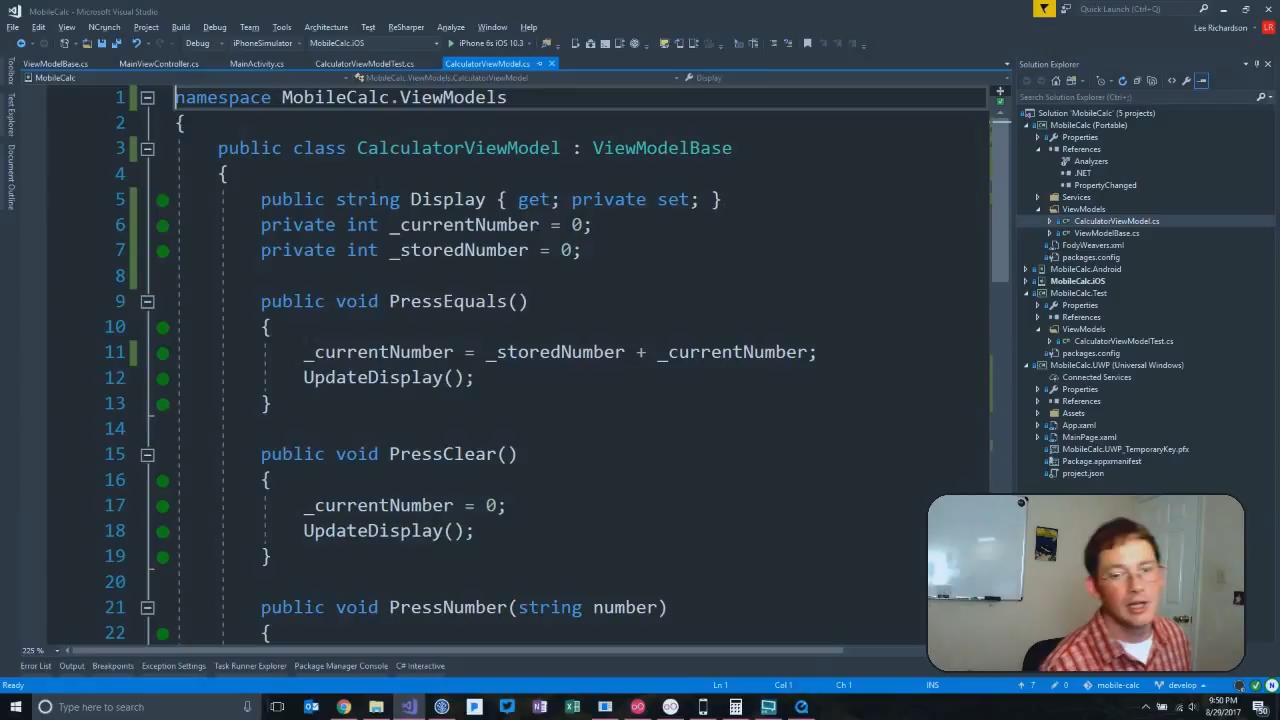 MobileCalc - Microsoft Visual Studio
Quick Launch (Ctrl+Q)
File Edit View NCrunch Project Build Debug Team Tools Architecture Test ReSharper Analyze Window Help
Lee Richardson LR
Debug iPhoneSimulator MobileCalc.iOS iPhone 6s iOS 10.3
ViewModelBase.cs MainViewController.cs MainActivity.cs CalculatorViewModelTest.cs CalculatorViewModel.cs
MobileCalc MobileCalc.ViewModels.CalculatorViewModel Display
Toolbox
Test Explorer
Document Outline
1 namespace MobileCalc.ViewModels
2 {
3 public class CalculatorViewModel : ViewModelBase
4 {
5 public string Display { get; private set; }
6 private int _currentNumber = 0;
7 private int _storedNumber = 0;
8
9 public void PressEquals()
10 {
11 _currentNumber = _storedNumber + _currentNumber;
12 UpdateDisplay();
13 }
14
15 public void PressClear()
16 {
17 _currentNumber = 0;
18 UpdateDisplay();
19 }
20
21 public void PressNumber(string number)
22 {
Solution Explorer
Search Solution Explorer (Ctrl+;)
Solution 'MobileCalc' (5 projects)
MobileCalc (Portable)
Properties
References
Analyzers
.NET
PropertyChanged
Services
ViewModels
CalculatorViewModel.cs
ViewModelBase.cs
FodyWeavers.xml
packages.config
MobileCalc.Android
MobileCalc.iOS
MobileCalc.Test
Properties
References
ViewModels
CalculatorViewModelTest.cs
packages.config
MobileCalc.UWP (Universal Windows)
Connected Services
Properties
References
Assets
App.xaml
MainPage.xaml
MobileCalc.UWP_TemporaryKey.pfx
Package.appxmanifest
project.json
225 %
Error List Output Breakpoints Exception Settings Task Runner Explorer Package Manager Console C# Interactive
Ready Ln 1 Col 1 Ch 1 INS 7 0 mobile-calc develop
Type here to search
9:50 PM
8/29/2017